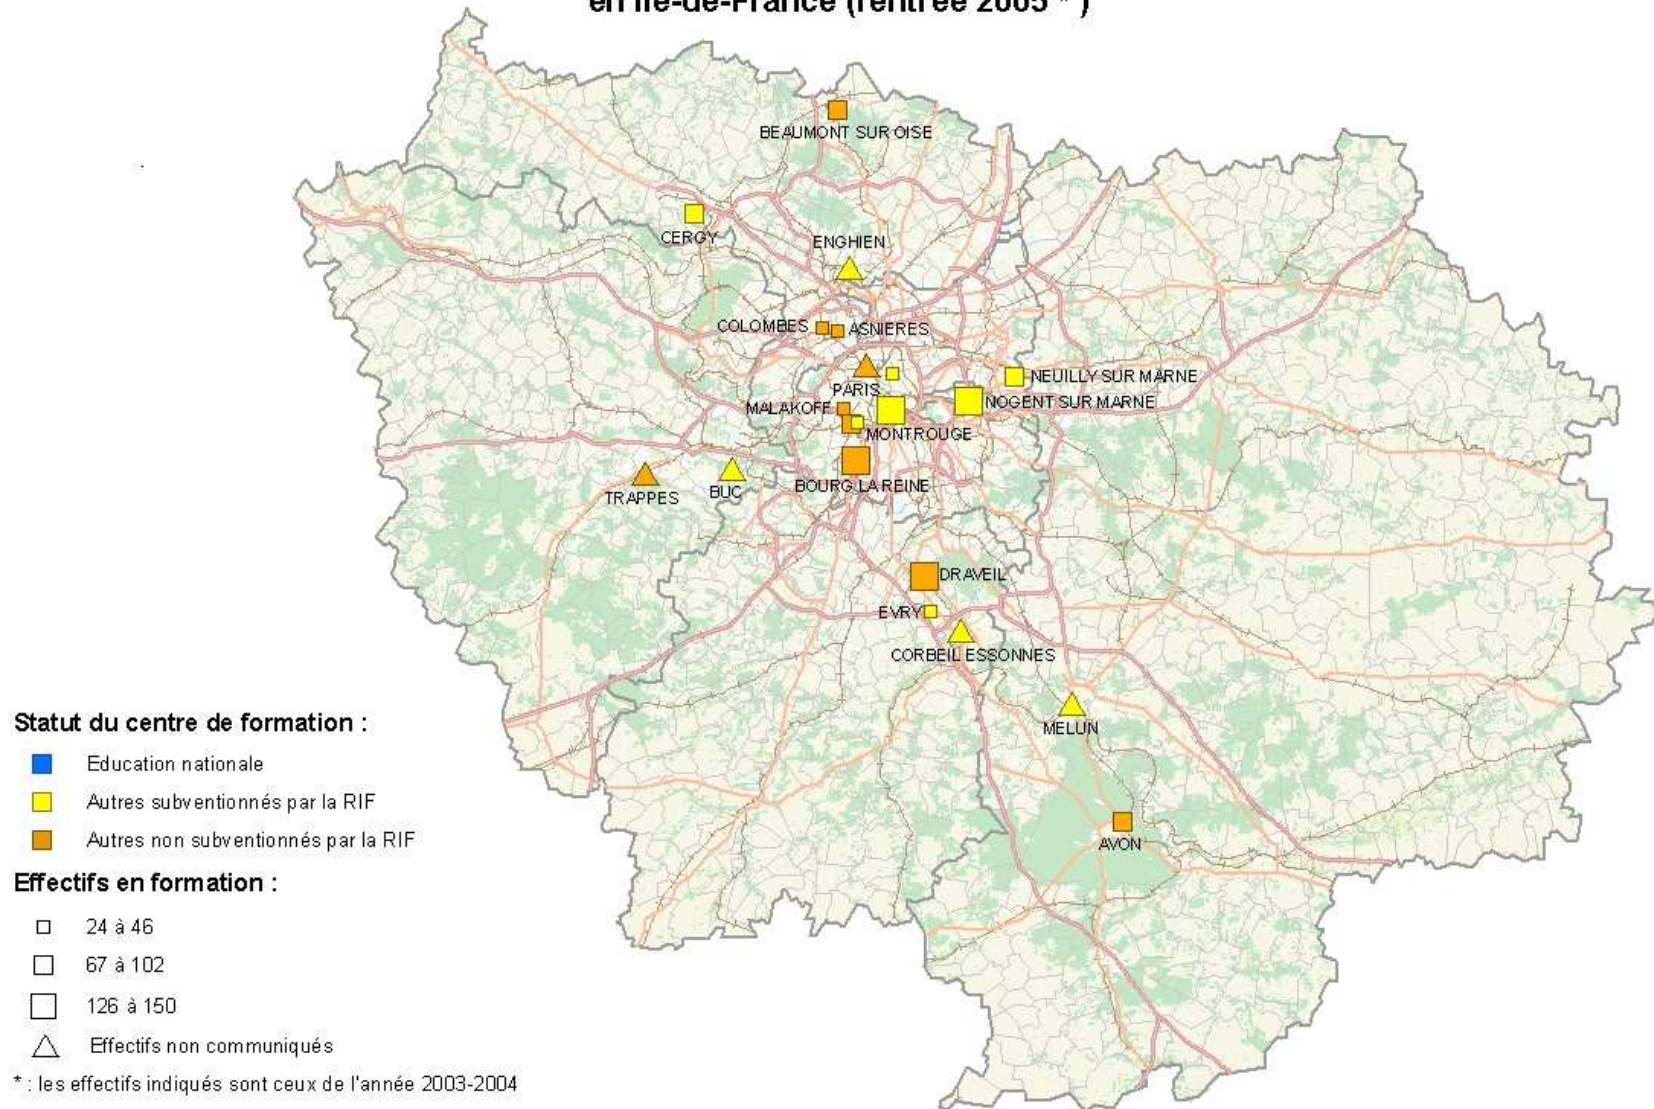 en Ile-de-France (rentrée 2005 * )
BEAUMONT SUR OISE
CERGY
ENGHIEN
COLOMBES
ASNIERES
PARIS
NEUILLY SUR MARNE
NOGENT SUR MARNE
MALAKOFF
MONTROUGE
BOURG LA REINE
TRAPPES
BUC
DRAVEIL
EVRY
CORBEIL ESSONNES
MELUN
AVON
Statut du centre de formation :
Education nationale
Autres subventionnés par la RIF
Autres non subventionnés par la RIF
Effectifs en formation :
24 à 46
67 à 102
126 à 150
Effectifs non communiqués
* : les effectifs indiqués sont ceux de l'année 2003-2004